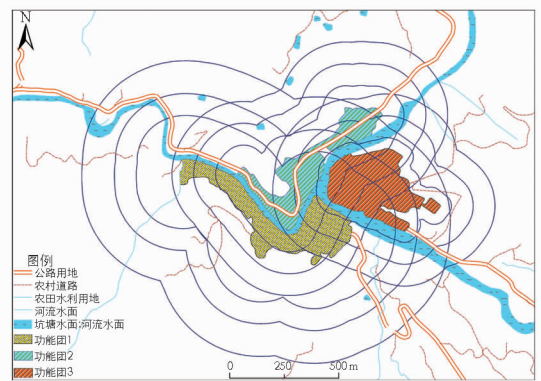 N
图例
公路用地
农村道路
农田水利用地
河流水面
坑塘水面;河流水面
功能团1
功能团2
功能团3
0 250 500 m